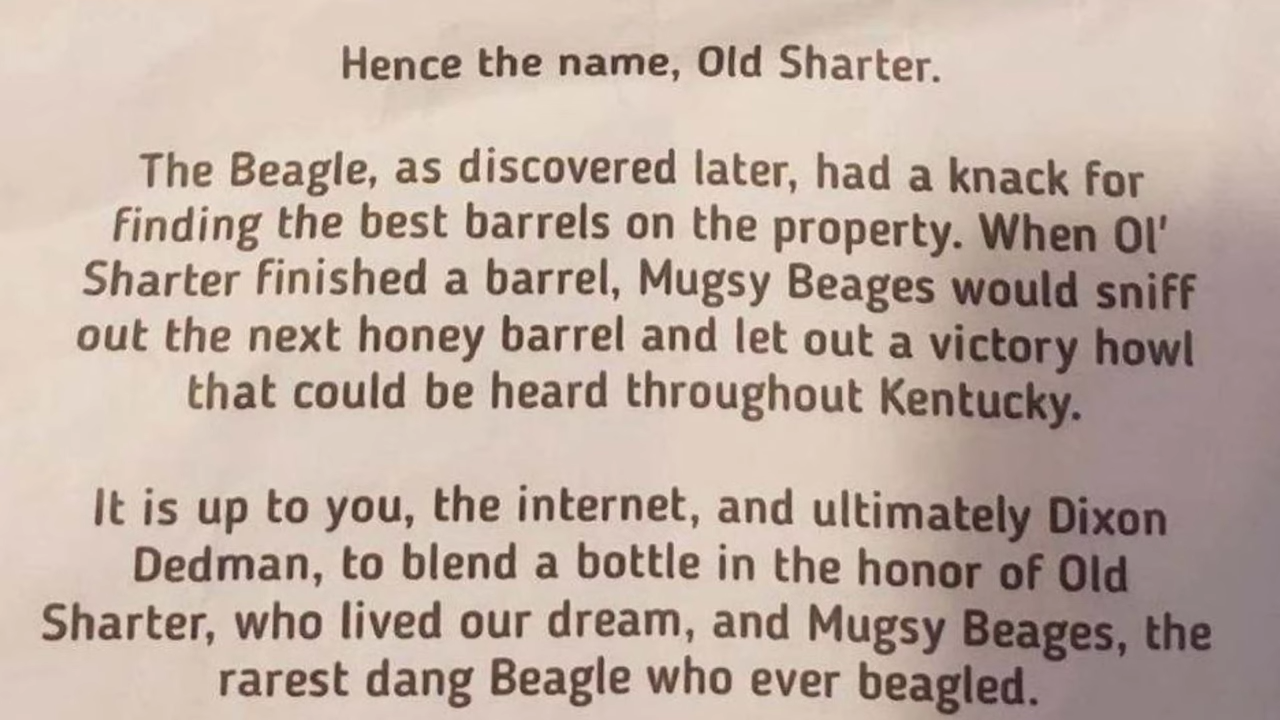 Hence the name, Old Sharter.
The Beagle, as discovered later, had a knack for
finding the best barrels on the property. When Ol'
Sharter finished a barrel, Mugsy Beages would sniff
out the next honey barrel and let out a victory howl
that could be heard throughout Kentucky.
It is up to you, the internet, and ultimately Dixon
Dedman, to blend a bottle in the honor of Old
Sharter, who lived our dream, and Mugsy Beages, the
rarest dang Beagle who ever beagled.